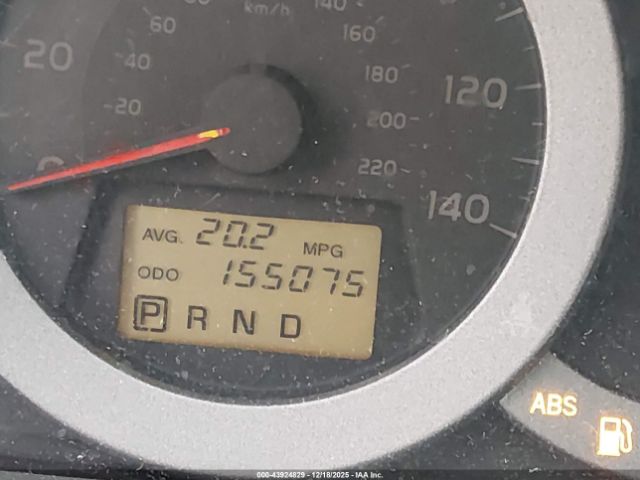 km/h 140
60 160
20 40 180 120
20 200
0 220
140
AVG. 20.2 MPG
ODO 155075
P R N D
ABS
000-43924829 - 12/18/2025 - IAA Inc.